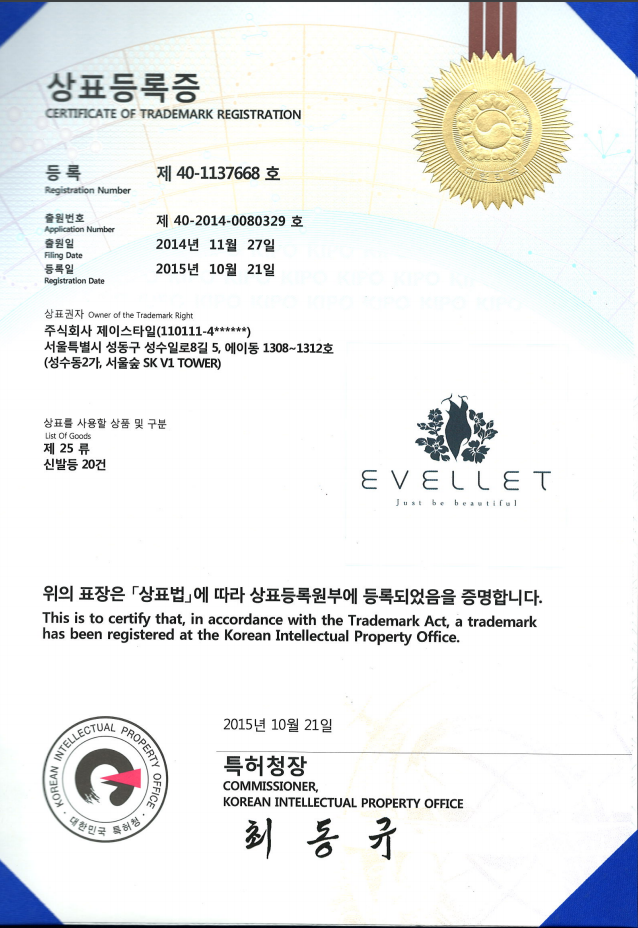 상표등록증
CERTIFICATE OF TRADEMARK REGISTRATION
등록 제 40-1137668 호
Registration Number
출원번호 제 40-2014-0080329 호
Application Number
출원일 2014년 11월 27일
Filing Date
등록일 2015년 10월 21일
Registration Date
상표권자 Owner of the Trademark Right
주식회사 제이스타일(110111-4******)
서울특별시 성동구 성수일로8길 5, 에이동 1308~1312호
(성수동2가, 서울숲 SK V1 TOWER)
상표를 사용할 상품 및 구분
List Of Goods
제 25 류
신발등 20건
EVELLET
Just be beautiful
위의 표장은 「상표법」에 따라 상표등록원부에 등록되었음을 증명합니다.
This is to certify that, in accordance with the Trademark Act, a trademark
has been registered at the Korean Intellectual Property Office.
2015년 10월 21일
특허청장
COMMISSIONER,
KOREAN INTELLECTUAL PROPERTY OFFICE
최동규
KOREAN INTELLECTUAL PROPERTY OFFICE
대한민국 특허청